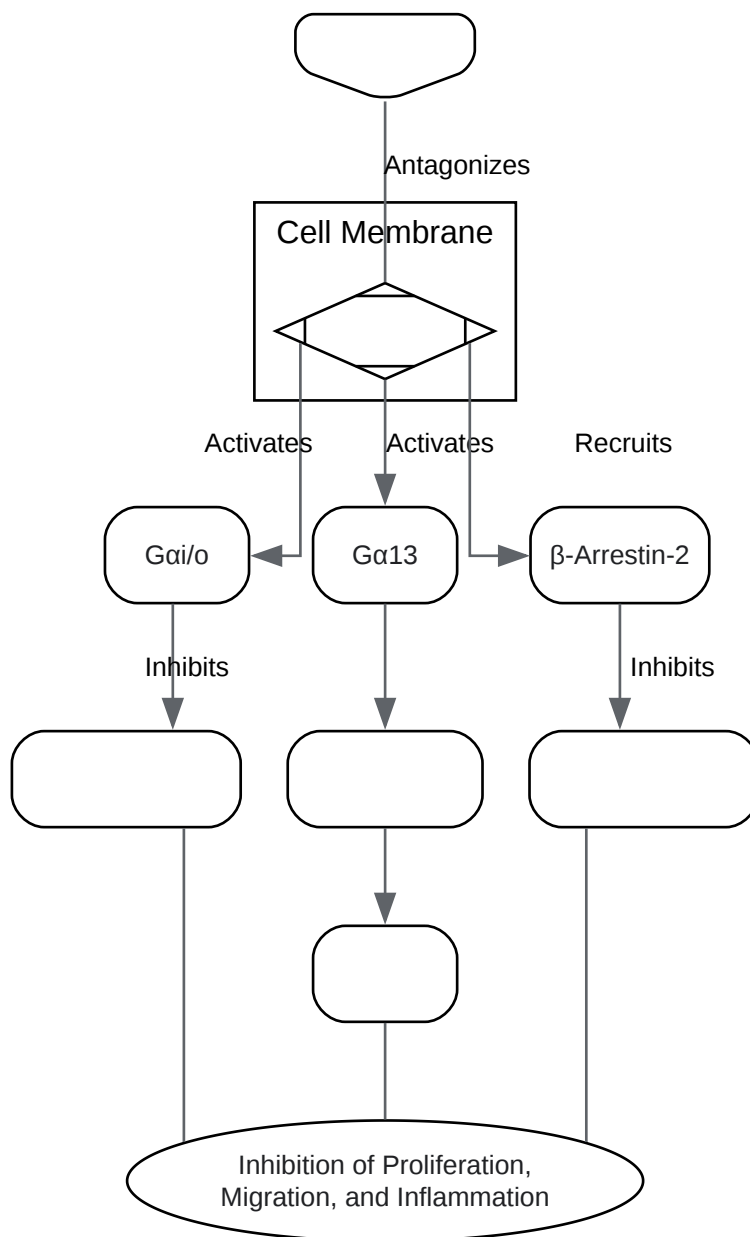 Antagonizes
Cell Membrane
Activates
Activates
Recruits
Gαi/o
Gα13
β-Arrestin-2
Inhibits
Inhibits
Inhibition of Proliferation,
Migration, and Inflammation